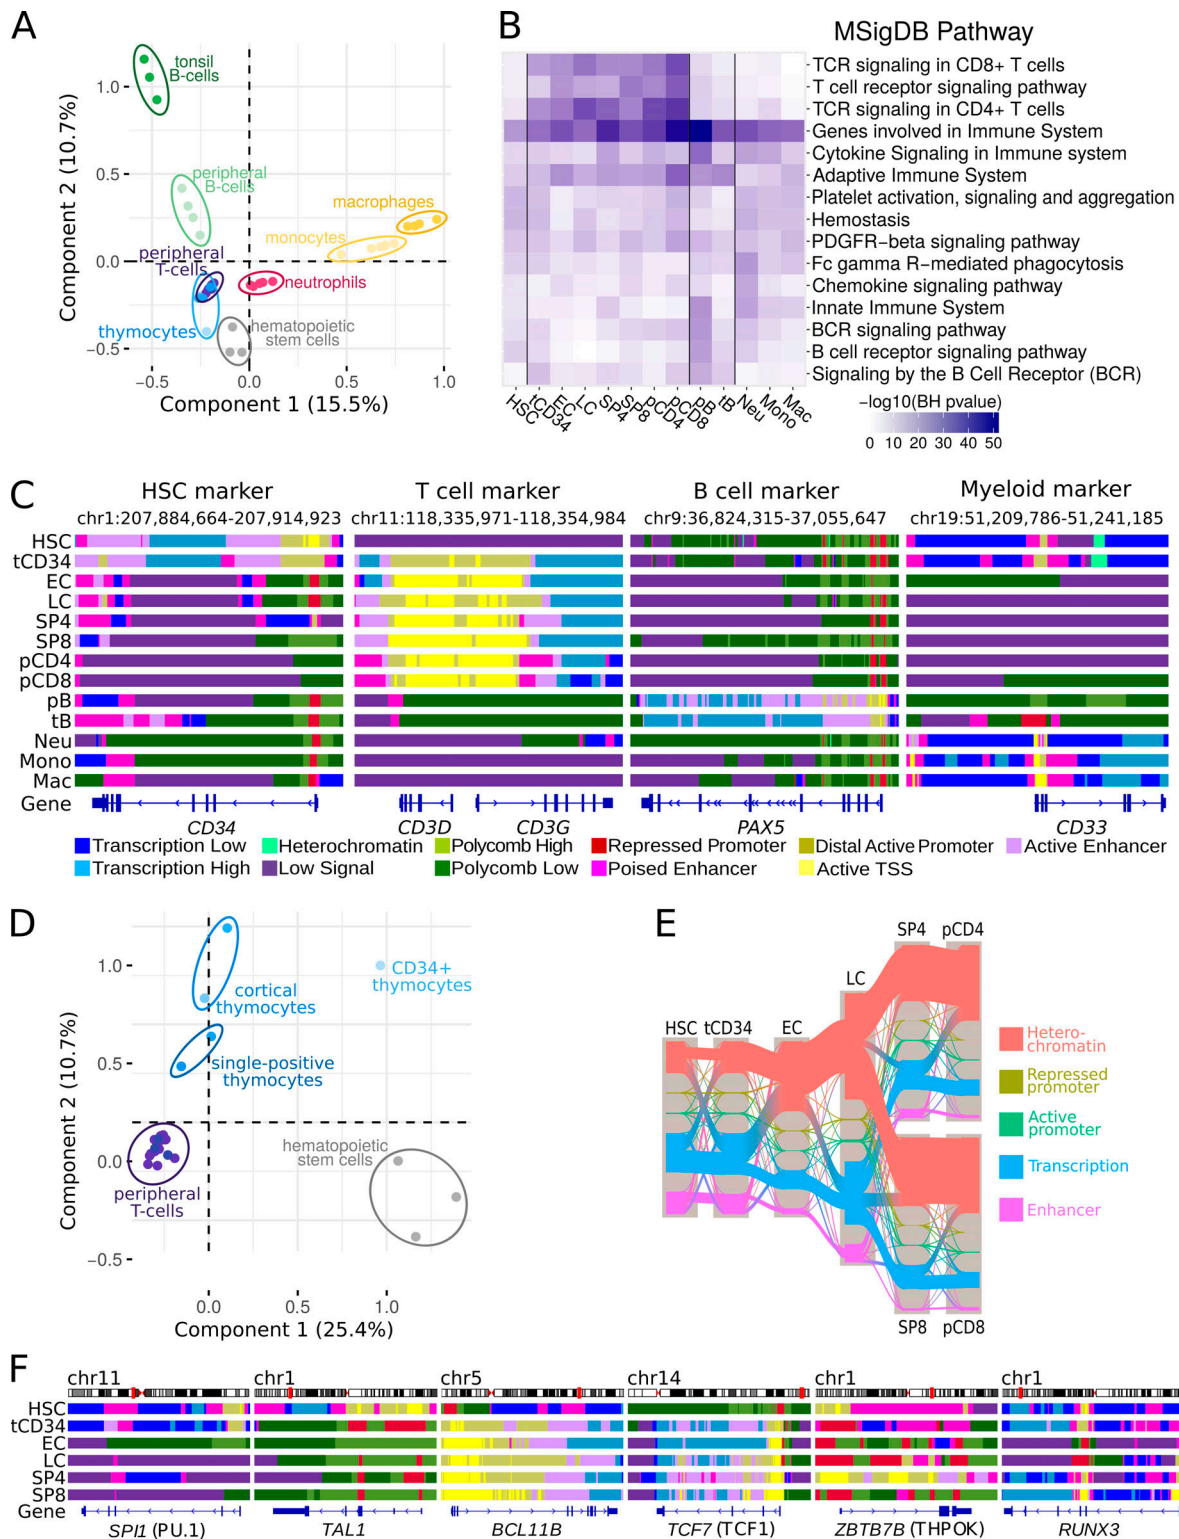 A
tonsil
B-cells
peripheral
B-cells
macrophages
monocytes
peripheral
T-cells
neutrophils
thymocytes
hematopoietic
stem cells
1.0
0.5
0.0
−0.5
−0.5 0.0 0.5 1.0
Component 1 (15.5%)
Component 2 (10.7%)
B
MSigDB Pathway
TCR signaling in CD8+ T cells
T cell receptor signaling pathway
TCR signaling in CD4+ T cells
Genes involved in Immune System
Cytokine Signaling in Immune system
Adaptive Immune System
Platelet activation, signaling and aggregation
Hemostasis
PDGFR−beta signaling pathway
Fc gamma R−mediated phagocytosis
Chemokine signaling pathway
Innate Immune System
BCR signaling pathway
B cell receptor signaling pathway
Signaling by the B Cell Receptor (BCR)
HSC tCD34 EC LC SP4 SP8 pCD4 pCD8 pB tB Neu Mono Mac
−log10(BH pvalue)
0 10 20 30 40 50
C
HSC marker T cell marker B cell marker Myeloid marker
chr1:207,884,664-207,914,923 chr11:118,335,971-118,354,984 chr9:36,824,315-37,055,647 chr19:51,209,786-51,241,185
HSC
tCD34
EC
LC
SP4
SP8
pCD4
pCD8
pB
tB
Neu
Mono
Mac
Gene
CD34 CD3D CD3G PAX5 CD33
Transcription Low Heterochromatin Polycomb High Repressed Promoter Distal Active Promoter Active Enhancer
Transcription High Low Signal Polycomb Low Poised Enhancer Active TSS
D
CD34+
thymocytes
cortical
thymocytes
single-positive
thymocytes
hematopoietic
stem cells
peripheral
T-cells
1.0
0.5
0.0
−0.5
0.0 0.5 1.0
Component 1 (25.4%)
Component 2 (10.7%)
E
SP4 pCD4
LC
HSC tCD34 EC
SP8 pCD8
Hetero-
chromatin
Repressed
promoter
Active
promoter
Transcription
Enhancer
F
chr11 chr1 chr5 chr14 chr1 chr1
HSC
tCD34
EC
LC
SP4
SP8
Gene
SPI1 (PU.1) TAL1 BCL11B TCF7 (TCF1) ZBTB7B (THPOK) RUNX3